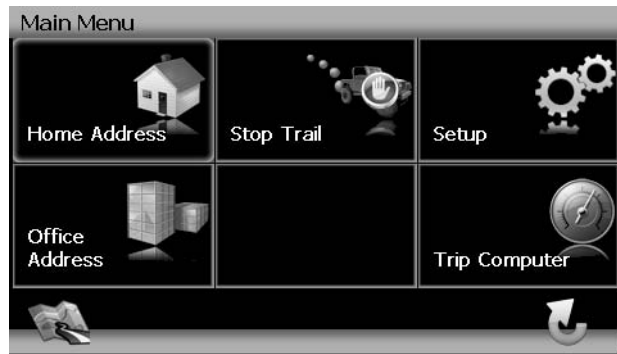 Main Menu
Home Address
Stop Trail
Setup
Office
Address
Trip Computer